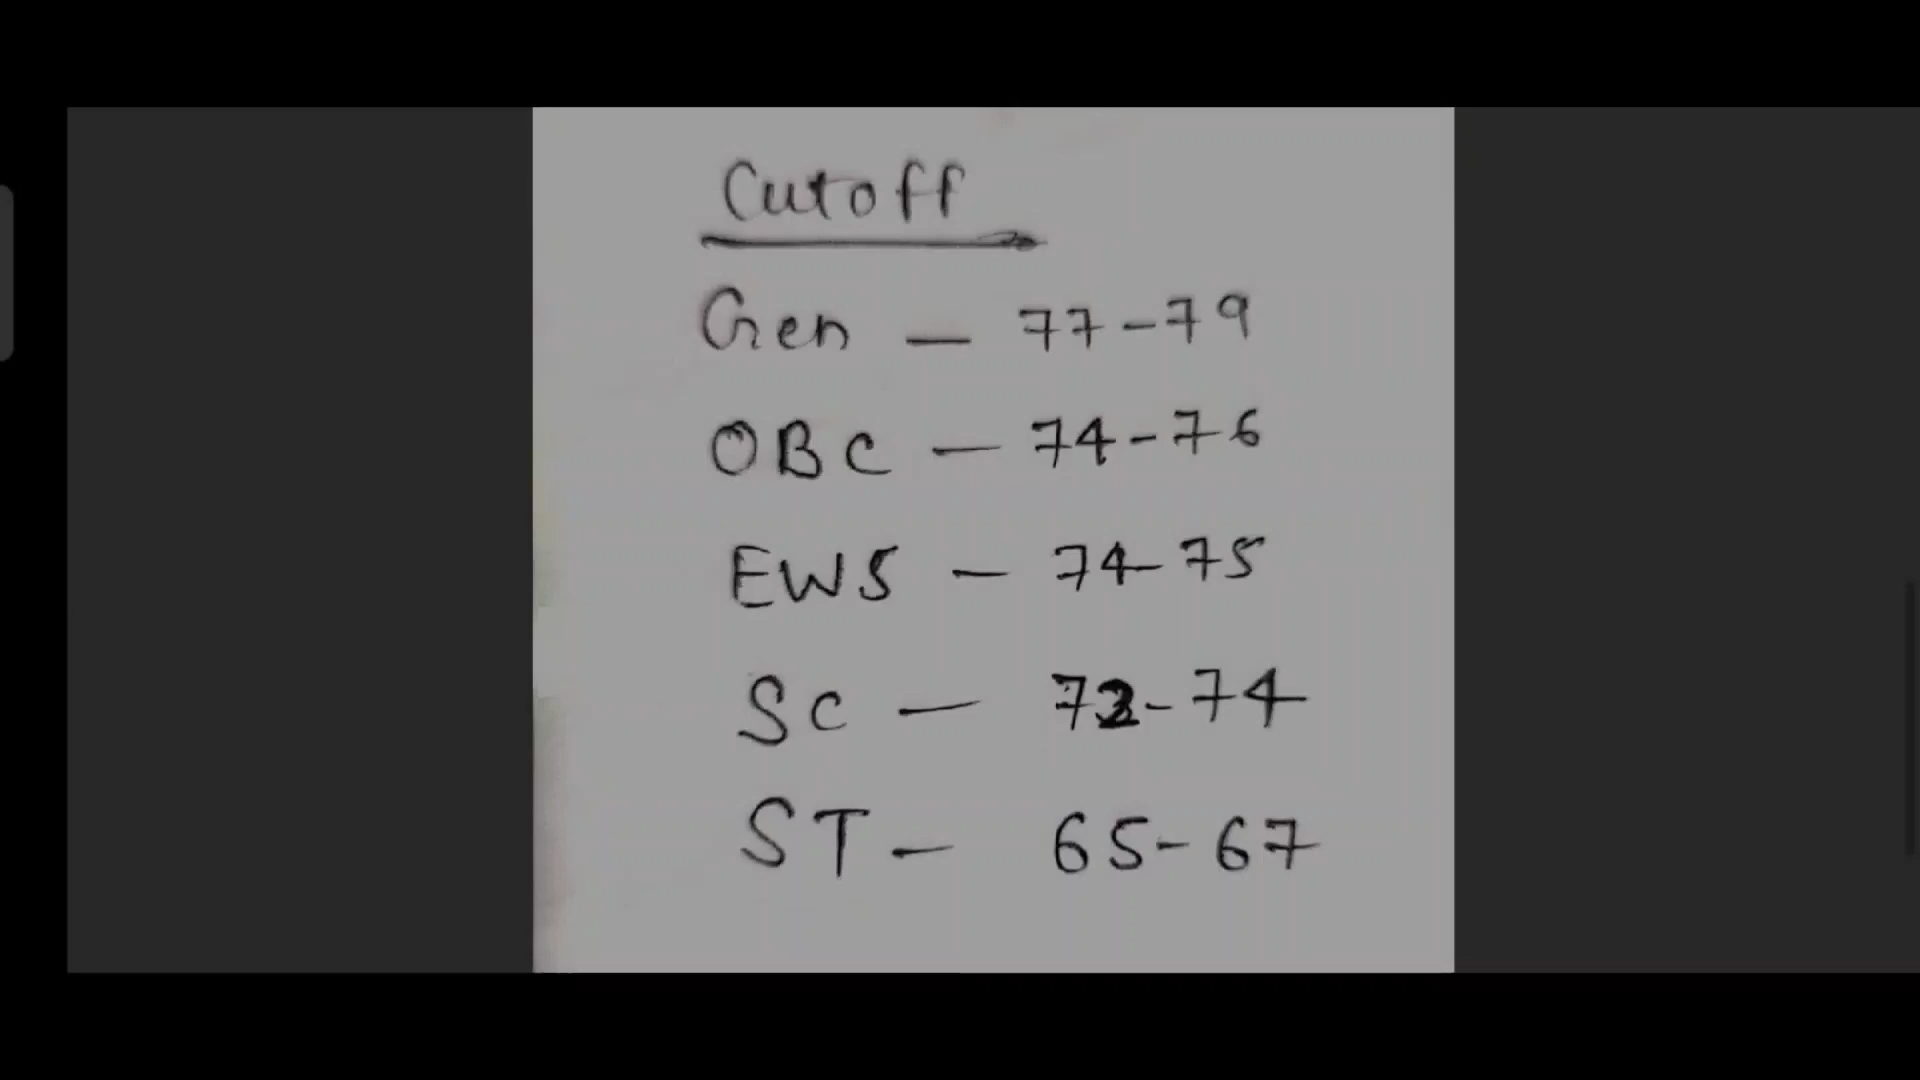 Cutoff
Gen - 77-79
OBC - 74-76
EWS - 74-75
SC - 72-74
ST - 65-67